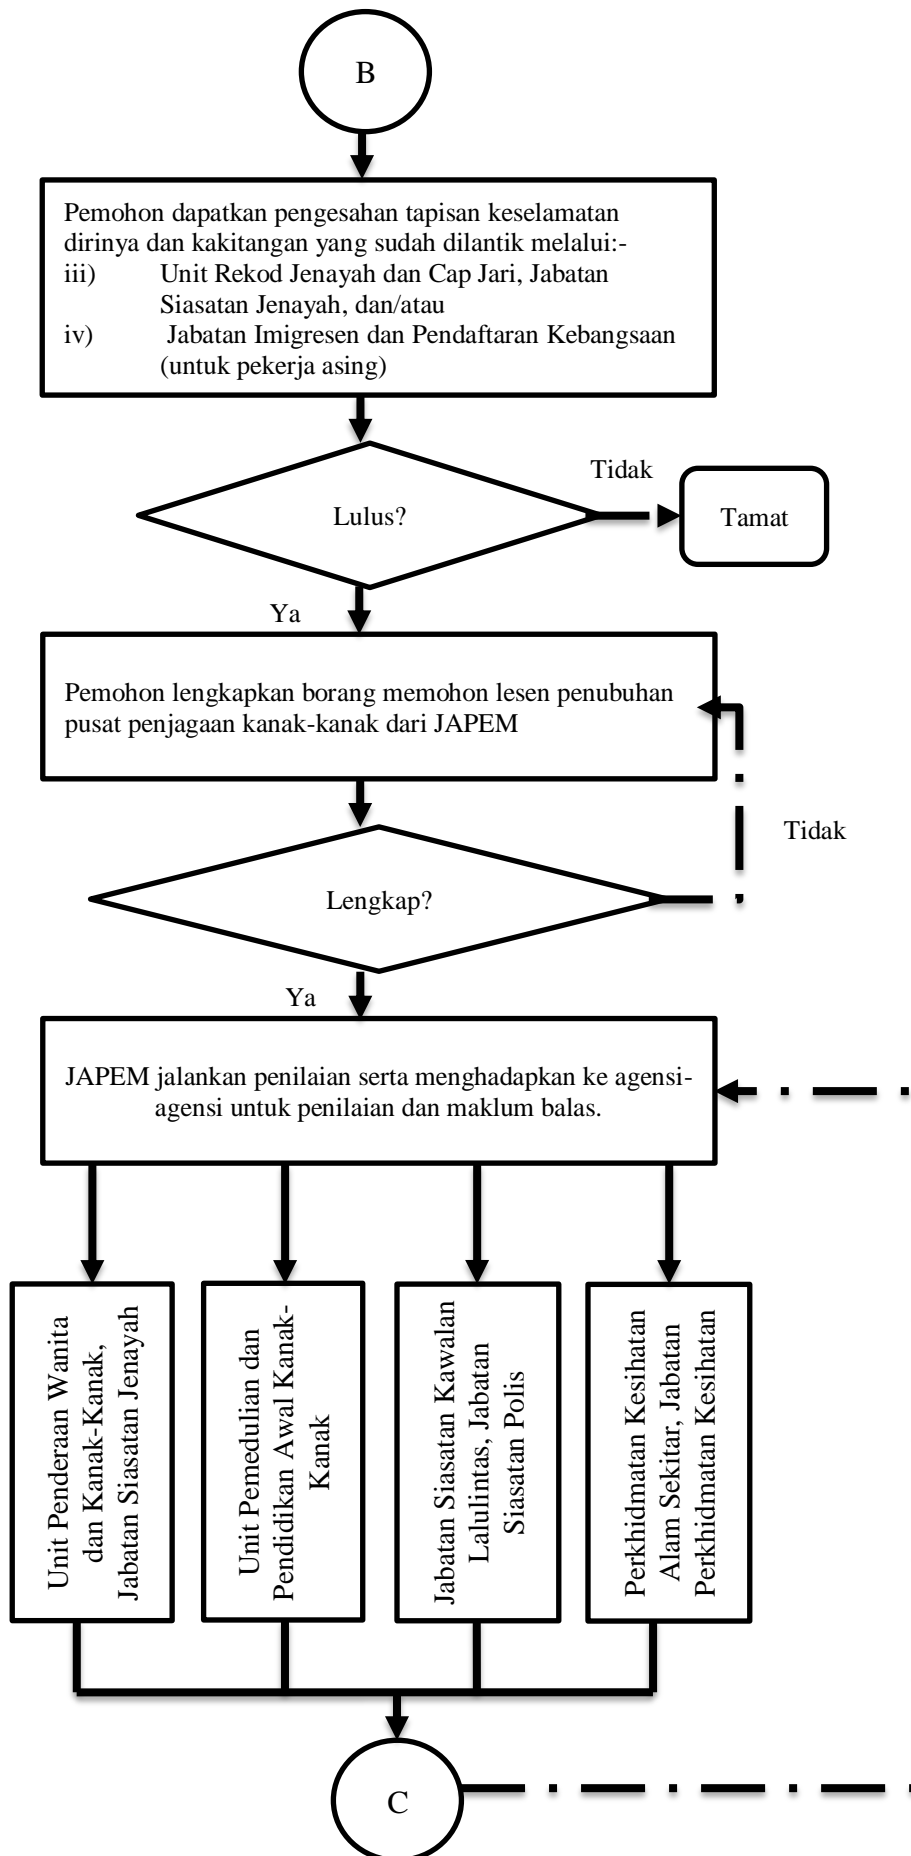 B
Pemohon dapatkan pengesahan tapisan keselamatan
dirinya dan kakitangan yang sudah dilantik melalui:-
iii) Unit Rekod Jenayah dan Cap Jari, Jabatan
Siasatan Jenayah, dan/atau
iv) Jabatan Imigresen dan Pendaftaran Kebangsaan
(untuk pekerja asing)
Tidak
Lulus?
Tamat
Ya
Pemohon lengkapkan borang memohon lesen penubuhan
pusat penjagaan kanak-kanak dari JAPEM
Tidak
Lengkap?
Ya
JAPEM jalankan penilaian serta menghadapkan ke agensi-
agensi untuk penilaian dan maklum balas.
Unit Penderaan Wanita
dan Kanak-Kanak,
Jabatan Siasatan Jenayah
Unit Pemedulian dan
Pendidikan Awal Kanak-
Kanak
Jabatan Siasatan Kawalan
Lalulintas, Jabatan
Siasatan Polis
Perkhidmatan Kesihatan
Alam Sekitar, Jabatan
Perkhidmatan Kesihatan
C